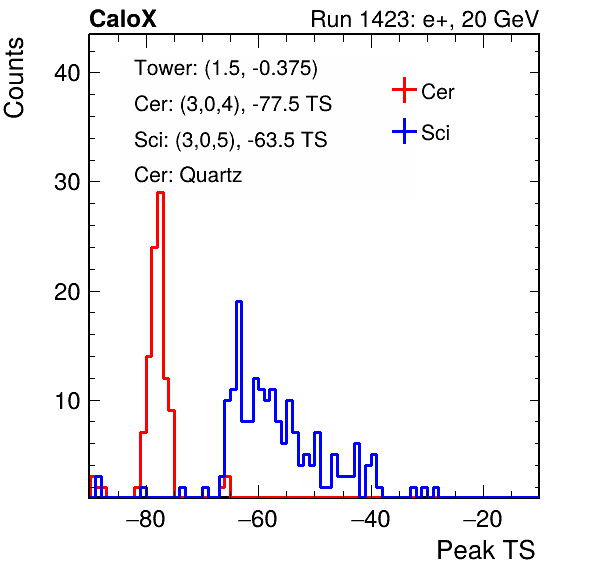 CaloX Run 1423: e+, 20 GeV
Counts
Tower: (1.5, -0.375)
Cer: (3,0,4), -77.5 TS
Sci: (3,0,5), -63.5 TS
Cer: Quartz
Cer
Sci
40
30
20
10
−80 −60 −40 −20
Peak TS